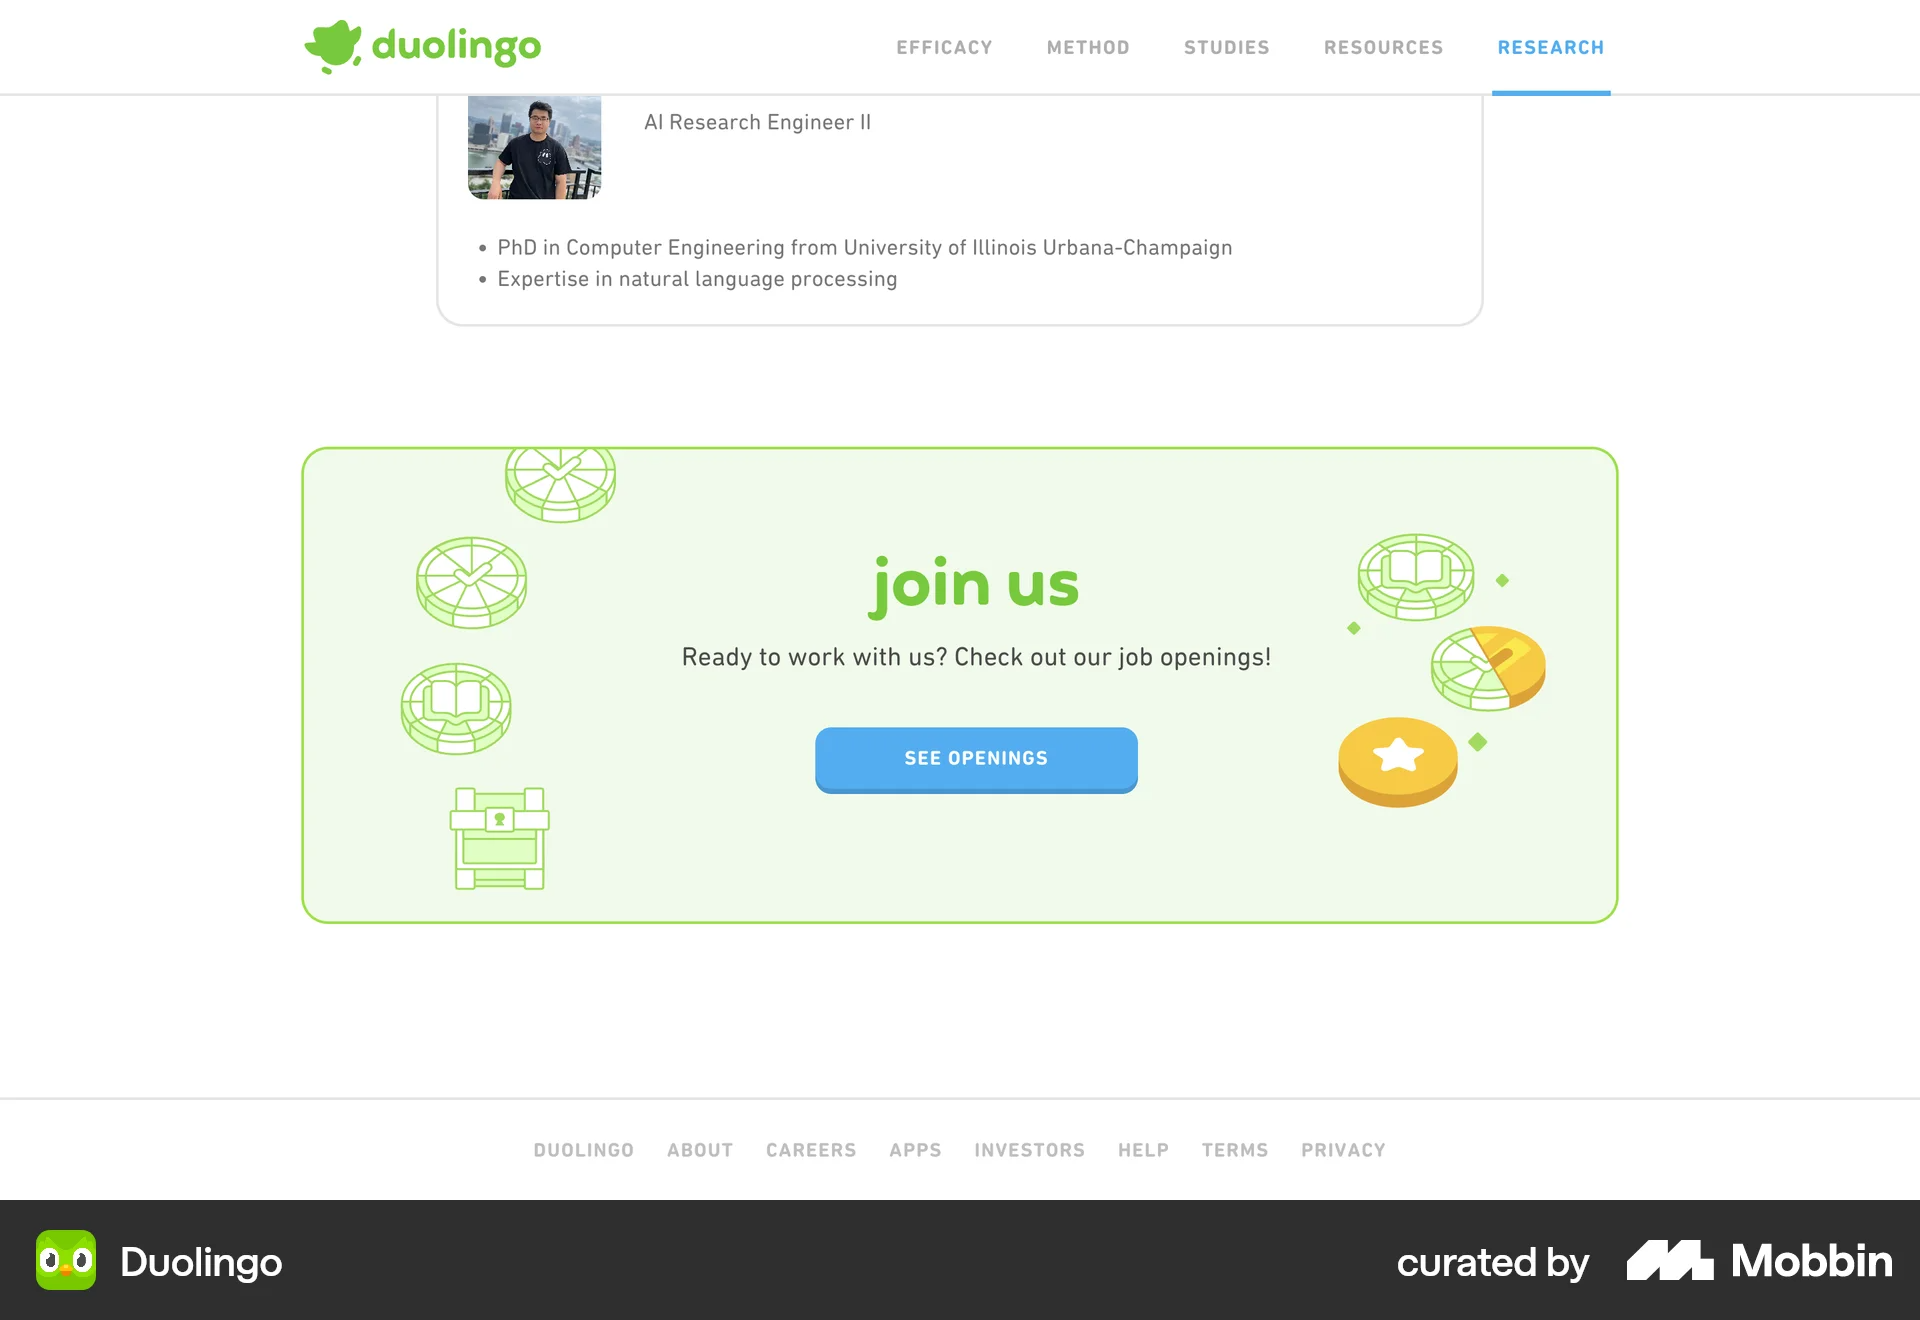 duolingo
EFFICACY METHOD STUDIES RESOURCES RESEARCH
AI Research Engineer II
• PhD in Computer Engineering from University of Illinois Urbana-Champaign
• Expertise in natural language processing
join us
Ready to work with us? Check out our job openings!
SEE OPENINGS
DUOLINGO ABOUT CAREERS APPS INVESTORS HELP TERMS PRIVACY
Duolingo
curated by Mobbin